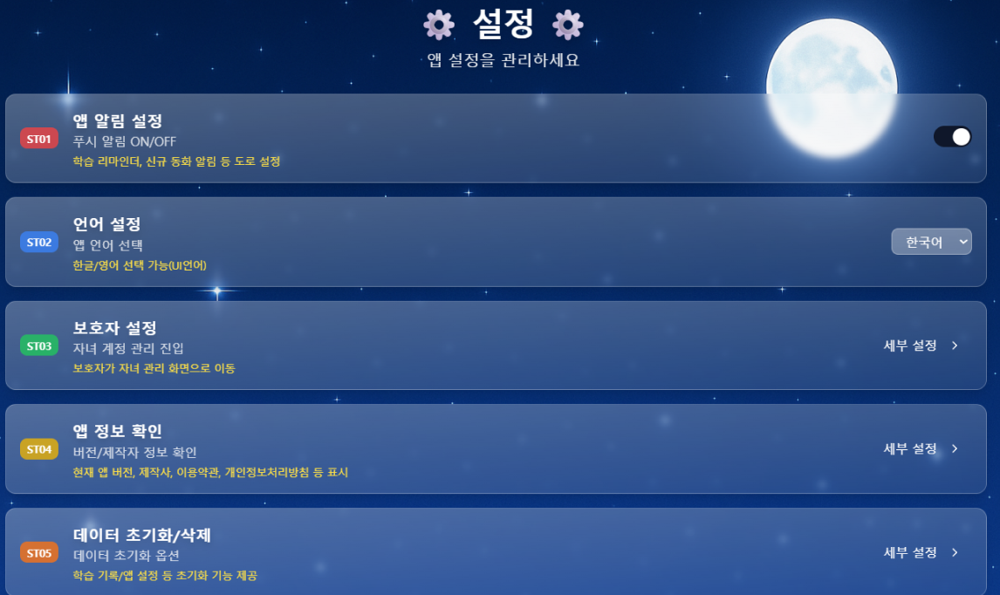 설정
앱 설정을 관리하세요
ST01
앱 알림 설정
푸시 알림 ON/OFF
학습 리마인더, 신규 동화 알림 등 도로 설정
ST02
언어 설정
앱 언어 선택
한글/영어 선택 가능(UI언어)
한국어
ST03
보호자 설정
자녀 계정 관리 진입
보호자가 자녀 관리 화면으로 이동
세부 설정
ST04
앱 정보 확인
버전/제작자 정보 확인
현재 앱 버전, 제작사, 이용약관, 개인정보처리방침 등 표시
세부 설정
ST05
데이터 초기화/삭제
데이터 초기화 옵션
학습 기록/앱 설정 등 초기화 기능 제공
세부 설정